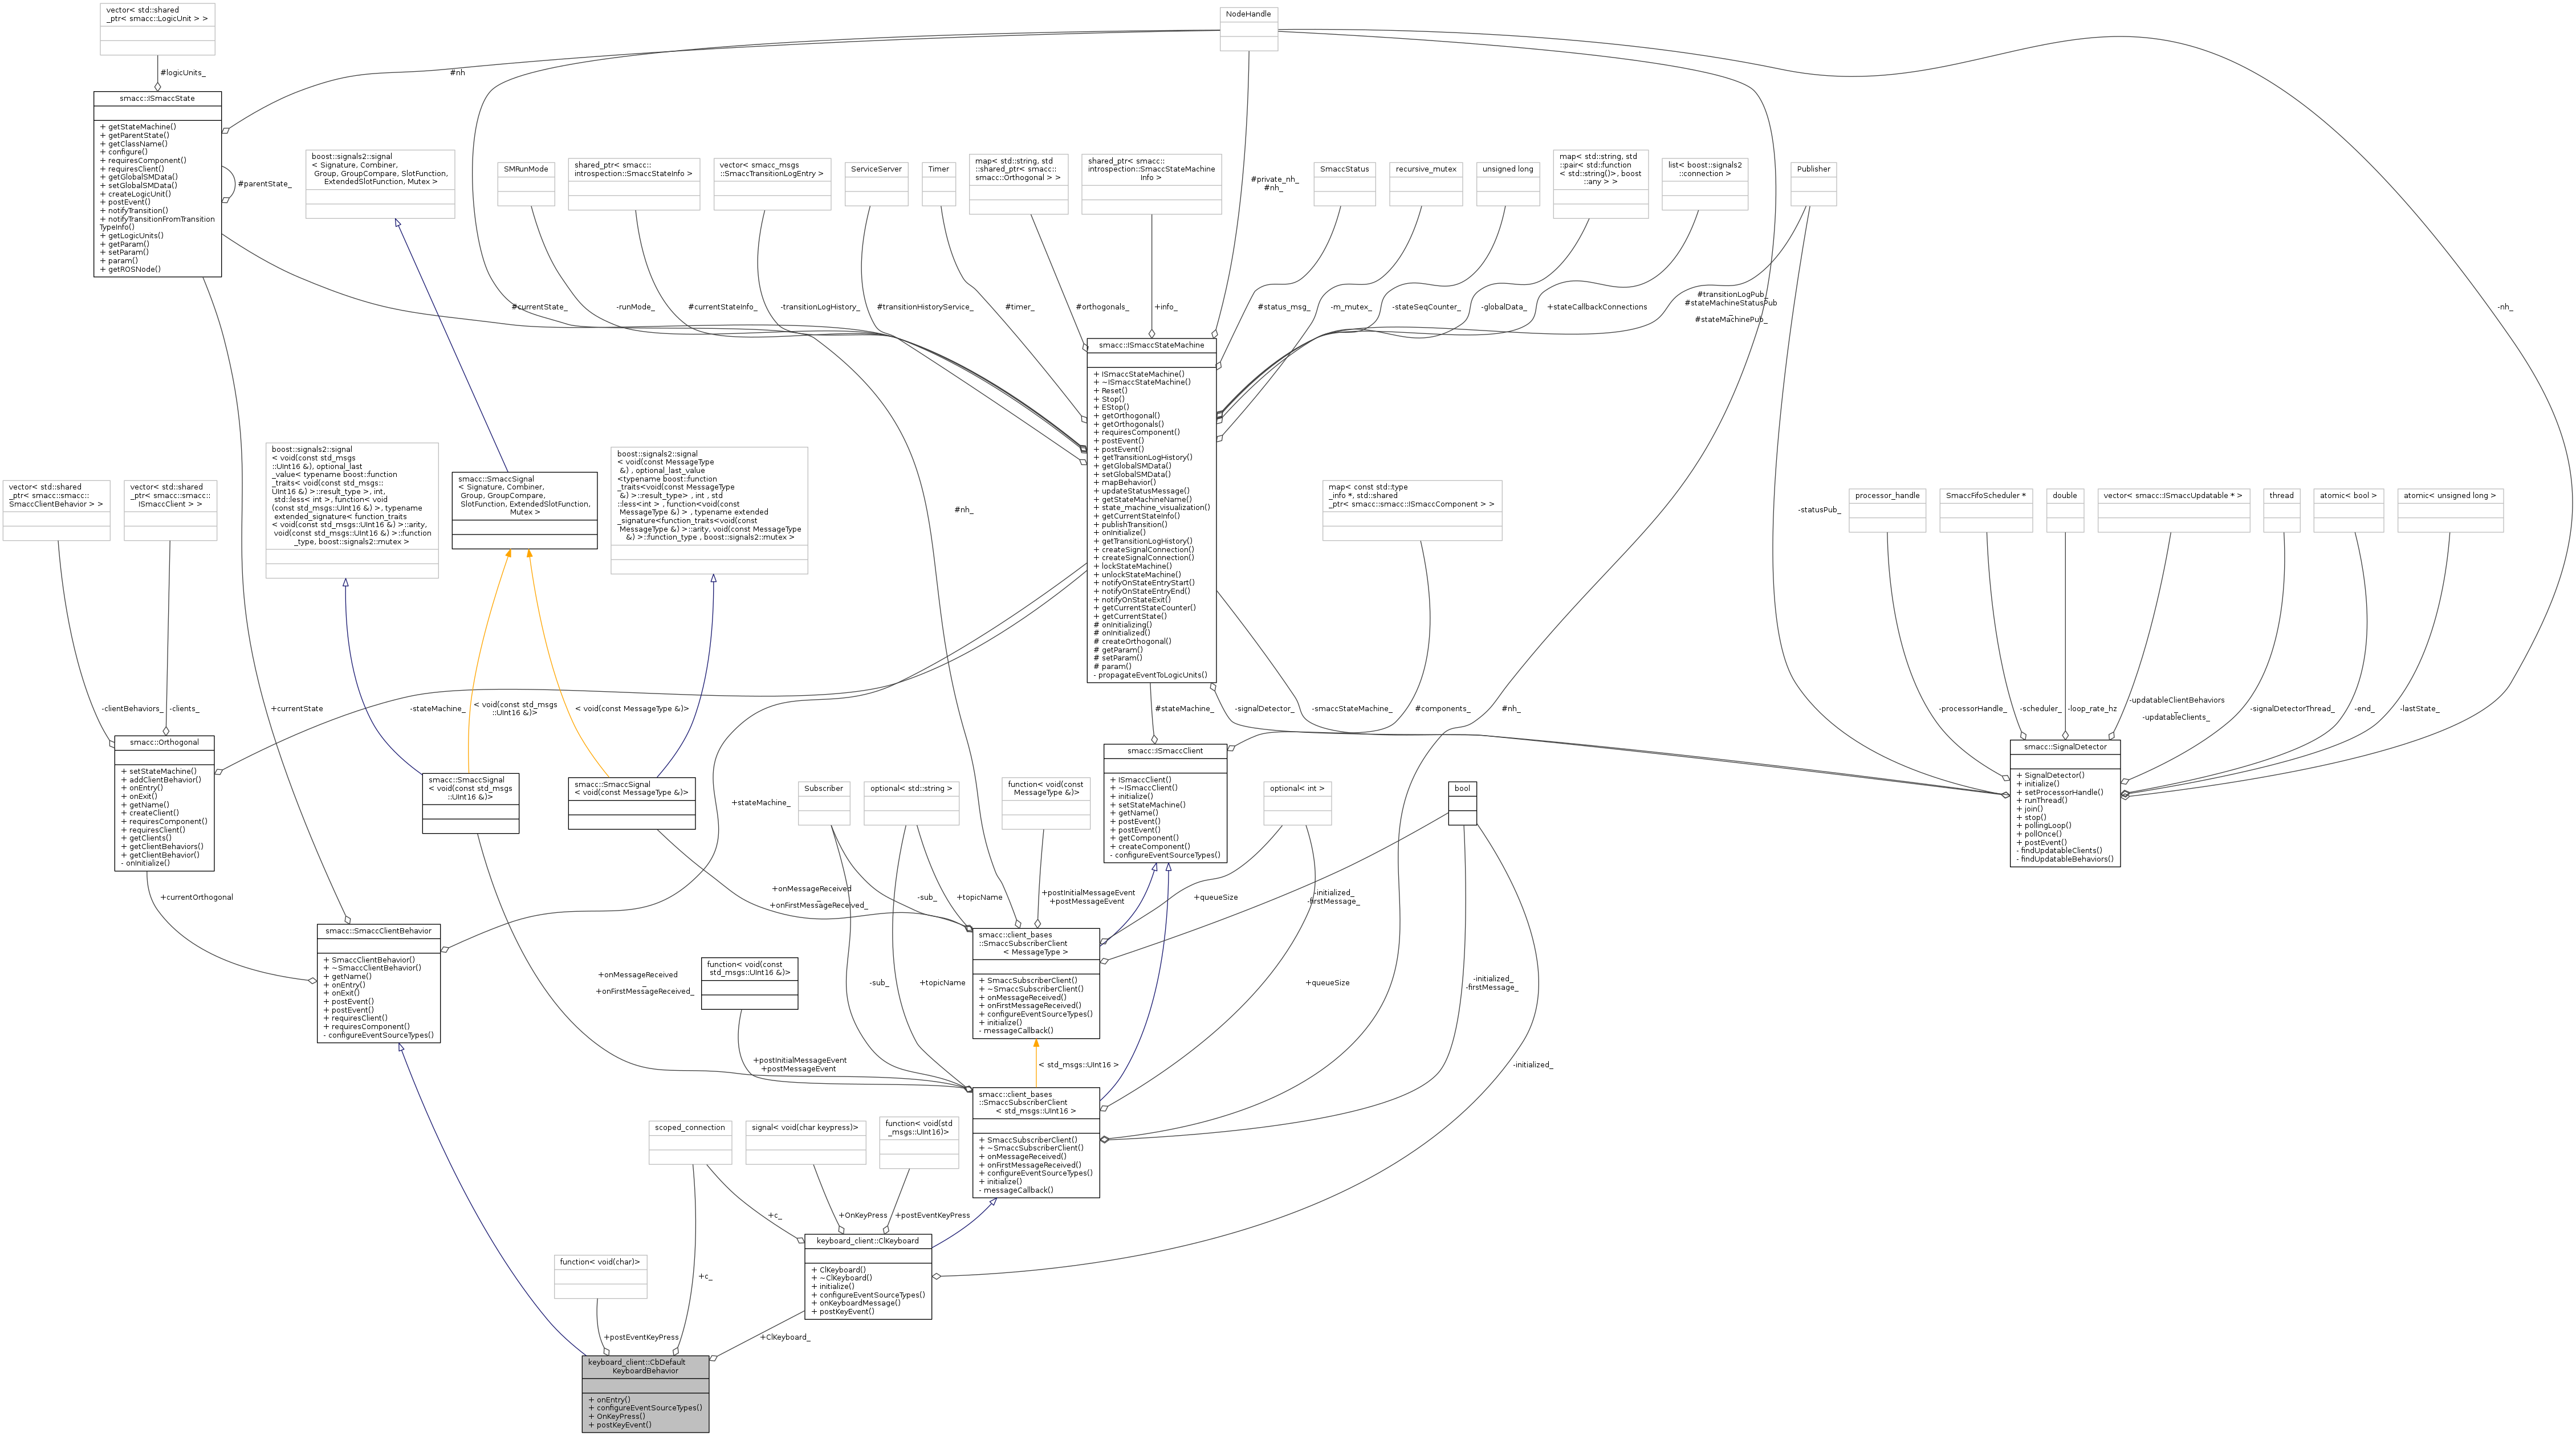 vector< std::shared
_ptr< smacc::LogicUnit > >
NodeHandle
#logicUnits_
#nh
smacc::ISmaccState
+ getStateMachine()
+ getParentState()
+ getClassName()
+ configure()
+ requiresComponent()
+ requiresClient()
+ getGlobalSMData()
+ setGlobalSMData()
+ createLogicUnit()
+ postEvent()
+ notifyTransition()
+ notifyTransitionFromTransition
TypeInfo()
+ getLogicUnits()
+ getParam()
+ setParam()
+ param()
+ getROSNode()
#parentState_
boost::signals2::signal
< Signature, Combiner,
Group, GroupCompare, SlotFunction,
ExtendedSlotFunction, Mutex >
SMRunMode
shared_ptr< smacc::
introspection::SmaccStateInfo >
vector< smacc_msgs
::SmaccTransitionLogEntry >
ServiceServer
Timer
map< std::string, std
::shared_ptr< smacc::
smacc::Orthogonal > >
shared_ptr< smacc::
introspection::SmaccStateMachine
Info >
#private_nh_
#nh_
SmaccStatus
recursive_mutex
unsigned long
map< std::string, std
::pair< std::function
< std::string()>, boost
::any > >
list< boost::signals2
::connection >
Publisher
#currentState_
-runMode_
#currentStateInfo_
-transitionLogHistory_
#transitionHistoryService_
#timer_
#orthogonals_
+info_
#status_msg_
-m_mutex_
-stateSeqCounter_
-globalData_
+stateCallbackConnections
#transitionLogPub_
#stateMachineStatusPub
_
#stateMachinePub_
-nh_
smacc::ISmaccStateMachine
+ ISmaccStateMachine()
+ ~ISmaccStateMachine()
+ Reset()
+ Stop()
+ EStop()
+ getOrthogonal()
+ getOrthogonals()
+ requiresComponent()
+ postEvent()
+ postEvent()
+ getTransitionLogHistory()
+ getGlobalSMData()
+ setGlobalSMData()
+ mapBehavior()
+ updateStatusMessage()
+ getStateMachineName()
+ state_machine_visualization()
+ getCurrentStateInfo()
+ publishTransition()
+ onInitialize()
+ getTransitionLogHistory()
+ createSignalConnection()
+ createSignalConnection()
+ lockStateMachine()
+ unlockStateMachine()
+ notifyOnStateEntryStart()
+ notifyOnStateEntryEnd()
+ notifyOnStateExit()
+ getCurrentStateCounter()
+ getCurrentState()
# onInitializing()
# onInitialized()
# createOrthogonal()
# getParam()
# setParam()
# param()
- propagateEventToLogicUnits()
vector< std::shared
_ptr< smacc::smacc::
SmaccClientBehavior > >
vector< std::shared
_ptr< smacc::smacc::
ISmaccClient > >
boost::signals2::signal
< void(const std_msgs
::UInt16 &), optional_last
_value< typename boost::function
_traits< void(const std_msgs::
UInt16 &) >::result_type >, int,
std::less< int >, function< void
(const std_msgs::UInt16 &) >, typename
extended_signature< function_traits
< void(const std_msgs::UInt16 &) >::arity,
void(const std_msgs::UInt16 &) >::function
_type, boost::signals2::mutex >
smacc::SmaccSignal
< Signature, Combiner,
Group, GroupCompare,
SlotFunction, ExtendedSlotFunction,
Mutex >
boost::signals2::signal
< void(const MessageType
&) , optional_last_value
<typename boost::function
_traits<void(const MessageType
&) >::result_type> , int , std
::less<int > , function<void(const
MessageType &) > , typename extended
_signature<function_traits<void(const
MessageType &) >::arity, void(const MessageType
&) >::function_type , boost::signals2::mutex >
#nh_
map< const std::type
_info *, std::shared
_ptr< smacc::smacc::ISmaccComponent > >
-statusPub_
processor_handle
SmaccFifoScheduler *
double
vector< smacc::ISmaccUpdatable * >
thread
atomic< bool >
atomic< unsigned long >
-clientBehaviors_
-clients_
+currentState
-stateMachine_
< void(const std_msgs
::UInt16 &)>
< void(const MessageType &)>
#stateMachine_
-signalDetector_
-smaccStateMachine_
#components_
#nh_
-processorHandle_
-scheduler_
-loop_rate_hz
-updatableClientBehaviors
_
-updatableClients_
-signalDetectorThread_
-end_
-lastState_
smacc::Orthogonal
+ setStateMachine()
+ addClientBehavior()
+ onEntry()
+ onExit()
+ getName()
+ createClient()
+ requiresComponent()
+ requiresClient()
+ getClients()
+ getClientBehaviors()
+ getClientBehavior()
- onInitialize()
smacc::SmaccSignal
< void(const std_msgs
::UInt16 &)>
smacc::SmaccSignal
< void(const MessageType &)>
+stateMachine_
Subscriber
optional< std::string >
function< void(const
MessageType &)>
smacc::ISmaccClient
+ ISmaccClient()
+ ~ISmaccClient()
+ initialize()
+ setStateMachine()
+ getName()
+ postEvent()
+ postEvent()
+ getComponent()
+ createComponent()
- configureEventSourceTypes()
optional< int >
bool
smacc::SignalDetector
+ SignalDetector()
+ initialize()
+ setProcessorHandle()
+ runThread()
+ join()
+ stop()
+ pollingLoop()
+ pollOnce()
+ postEvent()
- findUpdatableClients()
- findUpdatableBehaviors()
+currentOrthogonal
+onMessageReceived
_
+onFirstMessageReceived_
-sub_
+topicName
+postInitialMessageEvent
+postMessageEvent
+queueSize
-initialized_
-firstMessage_
smacc::SmaccClientBehavior
+ SmaccClientBehavior()
+ ~SmaccClientBehavior()
+ getName()
+ onEntry()
+ onExit()
+ postEvent()
+ postEvent()
+ requiresClient()
+ requiresComponent()
- configureEventSourceTypes()
smacc::client_bases
::SmaccSubscriberClient
< MessageType >
+ SmaccSubscriberClient()
+ ~SmaccSubscriberClient()
+ onMessageReceived()
+ onFirstMessageReceived()
+ configureEventSourceTypes()
+ initialize()
- messageCallback()
+onMessageReceived
_
+onFirstMessageReceived_
function< void(const
std_msgs::UInt16 &)>
-sub_
+topicName
+queueSize
-initialized_
-firstMessage_
+postInitialMessageEvent
+postMessageEvent
< std_msgs::UInt16 >
-initialized_
smacc::client_bases
::SmaccSubscriberClient
< std_msgs::UInt16 >
+ SmaccSubscriberClient()
+ ~SmaccSubscriberClient()
+ onMessageReceived()
+ onFirstMessageReceived()
+ configureEventSourceTypes()
+ initialize()
- messageCallback()
scoped_connection
signal< void(char keypress)>
function< void(std
_msgs::UInt16)>
+c_
+OnKeyPress
+postEventKeyPress
keyboard_client::ClKeyboard
+ ClKeyboard()
+ ~ClKeyboard()
+ initialize()
+ configureEventSourceTypes()
+ onKeyboardMessage()
+ postKeyEvent()
function< void(char)>
+c_
+postEventKeyPress
+ClKeyboard_
keyboard_client::CbDefault
KeyboardBehavior
+ onEntry()
+ configureEventSourceTypes()
+ OnKeyPress()
+ postKeyEvent()